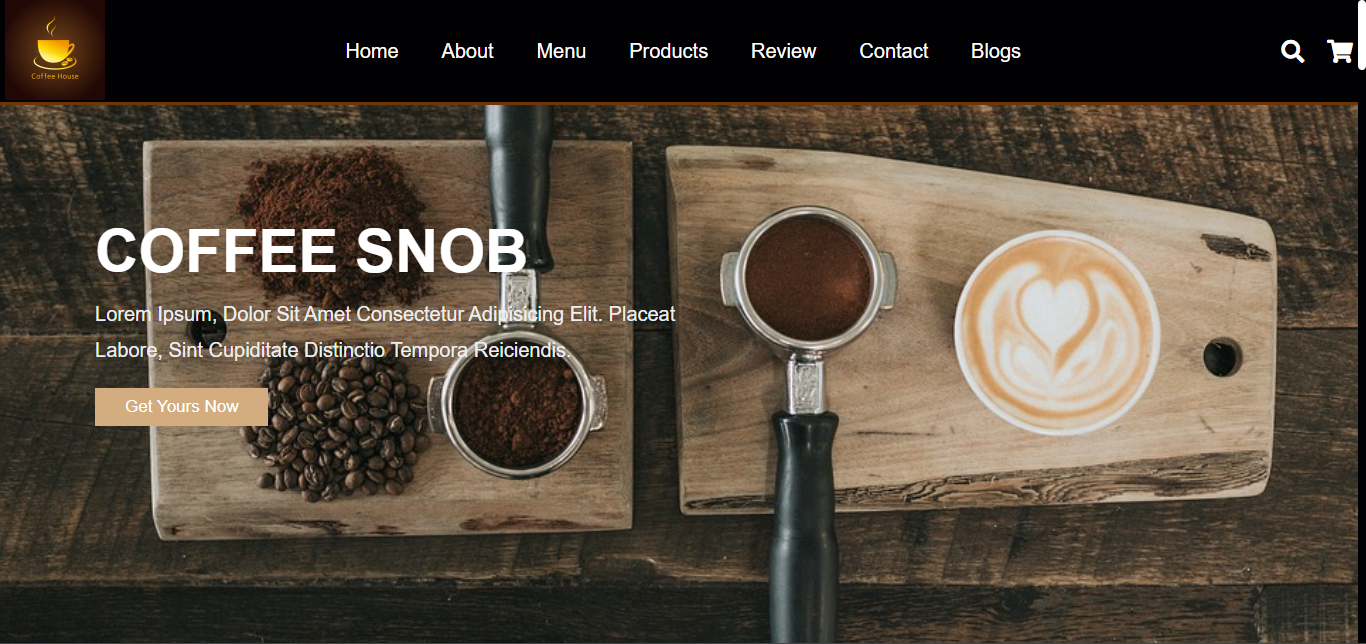 Coffee House
Home About Menu Products Review Contact Blogs
COFFEE SNOB
Lorem Ipsum, Dolor Sit Amet Consectetur Adipisicing Elit. Placeat
Labore, Sint Cupiditate Distinctio Tempora Reiciendis.
Get Yours Now